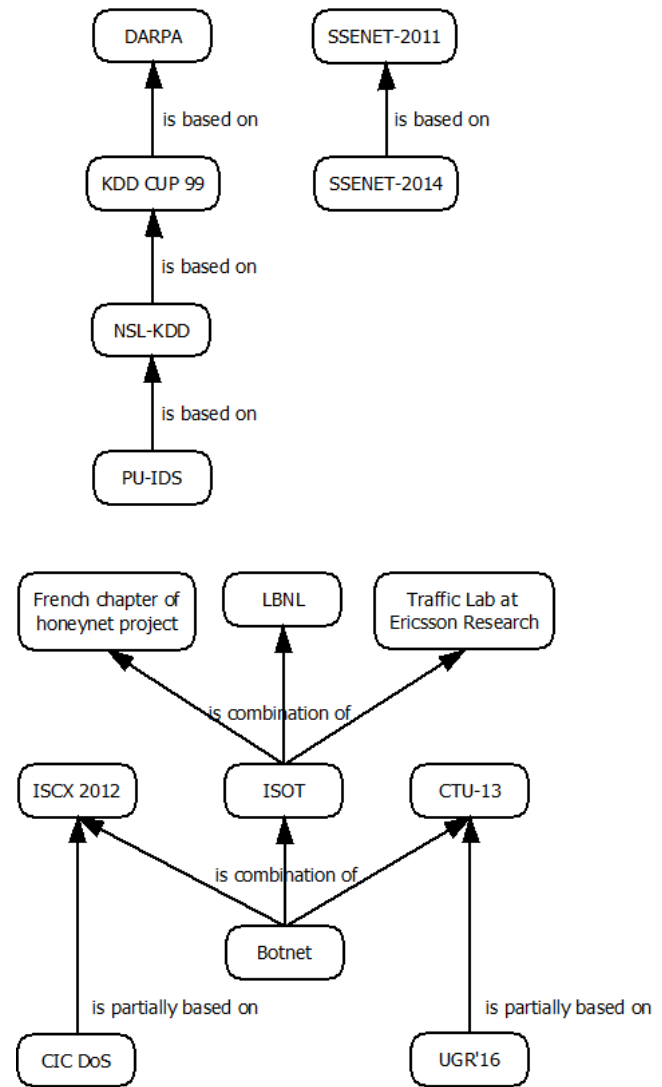 DARPA
SSENET-2011
is based on
is based on
KDD CUP 99
SSENET-2014
is based on
NSL-KDD
is based on
PU-IDS
French chapter of
honeynet project
LBNL
Traffic Lab at
Ericsson Research
is combination of
ISCX 2012
ISOT
CTU-13
is combination of
Botnet
is partially based on
is partially based on
CIC DoS
UGR'16